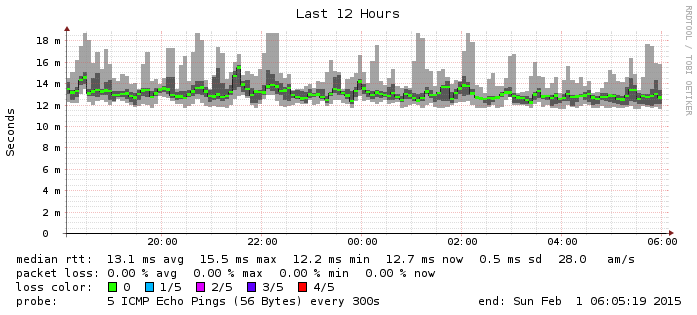 Last 12 Hours
RRDTOOL / TOBI OETIKER
Seconds
18 m
16 m
14 m
12 m
10 m
8 m
6 m
4 m
2 m
0
20:00 22:00 00:00 02:00 04:00 06:00
median rtt: 13.1 ms avg 15.5 ms max 12.2 ms min 12.7 ms now 0.5 ms sd 28.0 am/s
packet loss: 0.00 % avg 0.00 % max 0.00 % min 0.00 % now
loss color: 0 1/5 2/5 3/5 4/5
probe: 5 ICMP Echo Pings (56 Bytes) every 300s end: Sun Feb 1 06:05:19 2015